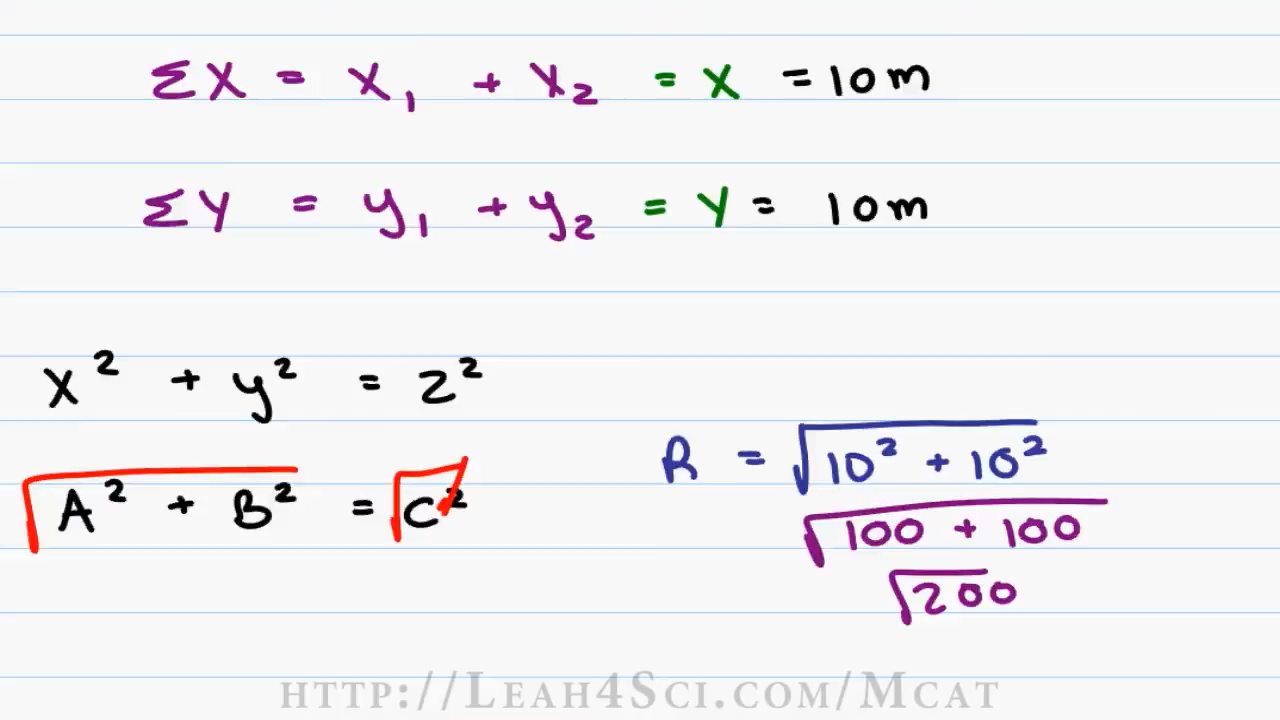 ΣX = X₁ + X₂ = X = 10m
ΣY = y₁ + y₂ = Y = 10m
X² + y² = Z²
√A² + B² = √C²
R = √10² + 10²
√100 + 100
√200
HTTP://LEAH4SCI.COM/MCAT